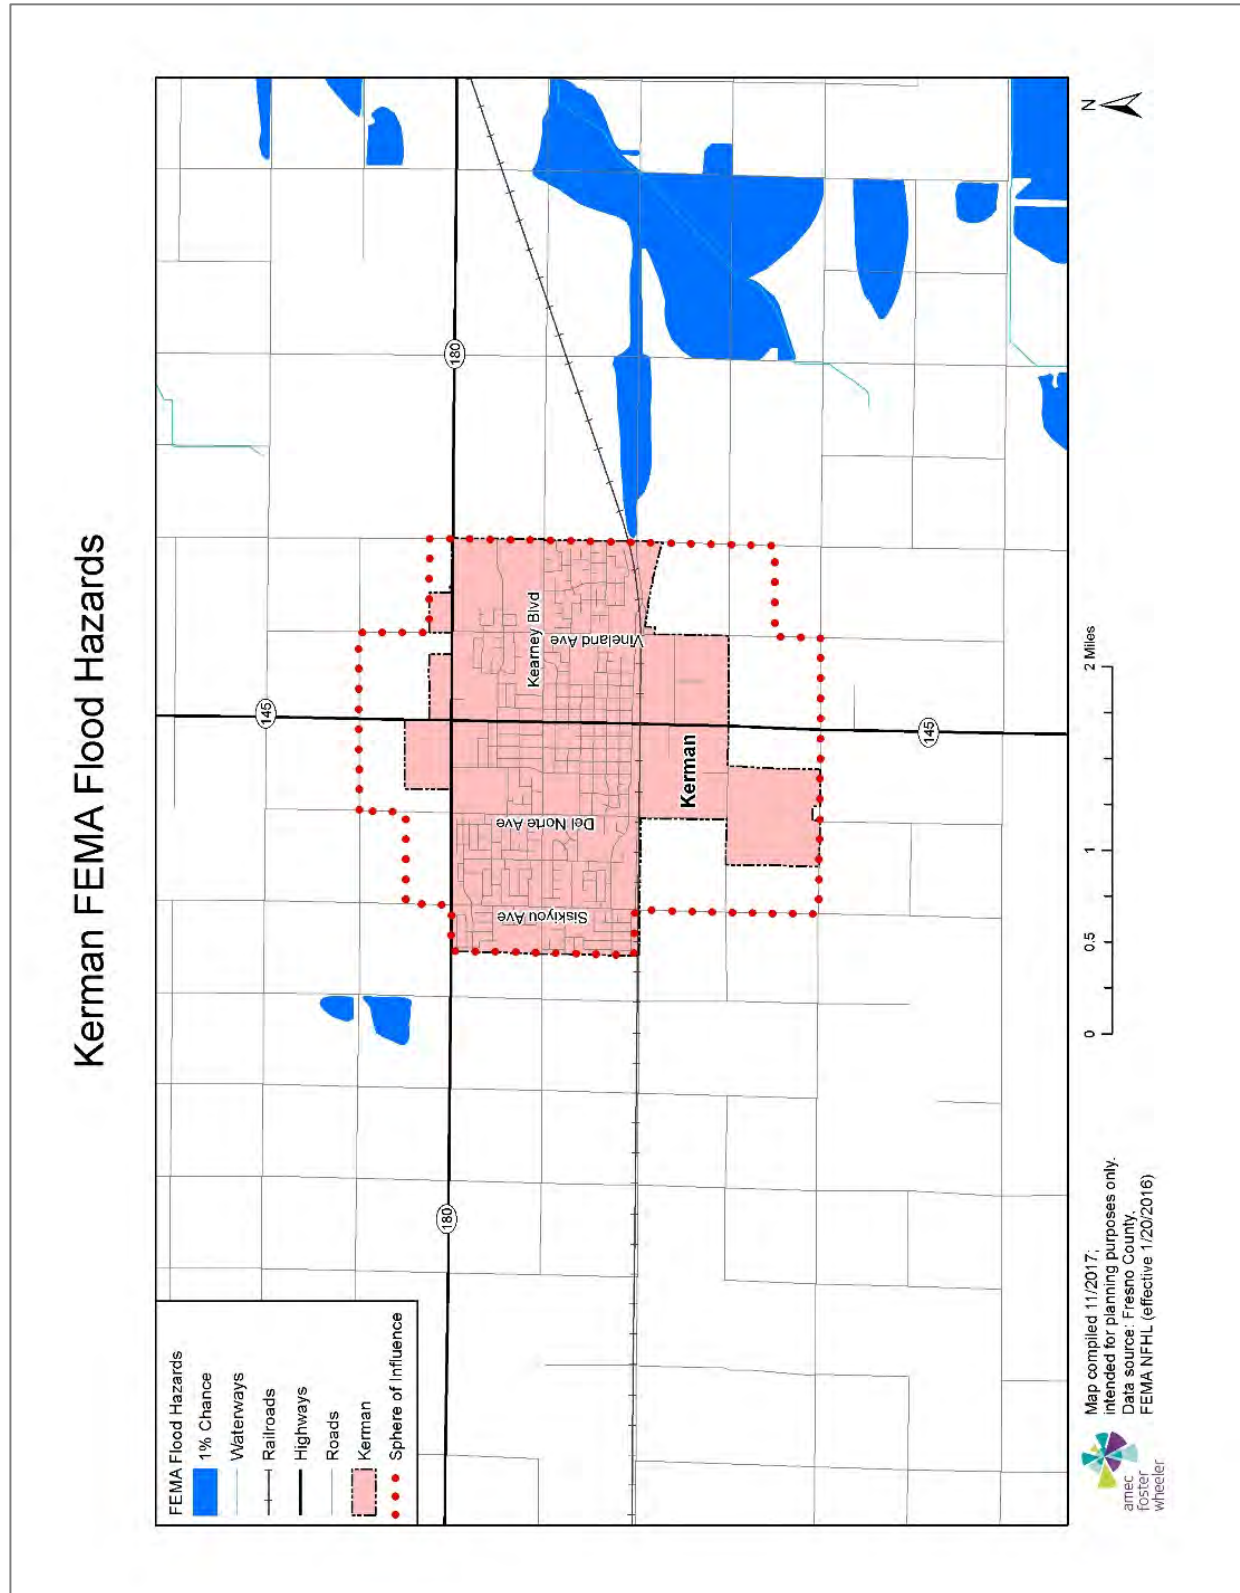 Kerman FEMA Flood Hazards
FEMA Flood Hazards
1% Chance
Waterways
Railroads
Highways
Roads
Kerman
Sphere of Influence
180
180
145
145
Kearney Blvd
Vineland Ave
Del Norte Ave
Siskiyou Ave
Kerman
N
0 0.5 1 2 Miles
amec
foster
wheeler
Map compiled 11/2017;
intended for planning purposes only.
Data source: Fresno County,
FEMA NFHL (effective 1/20/2016)